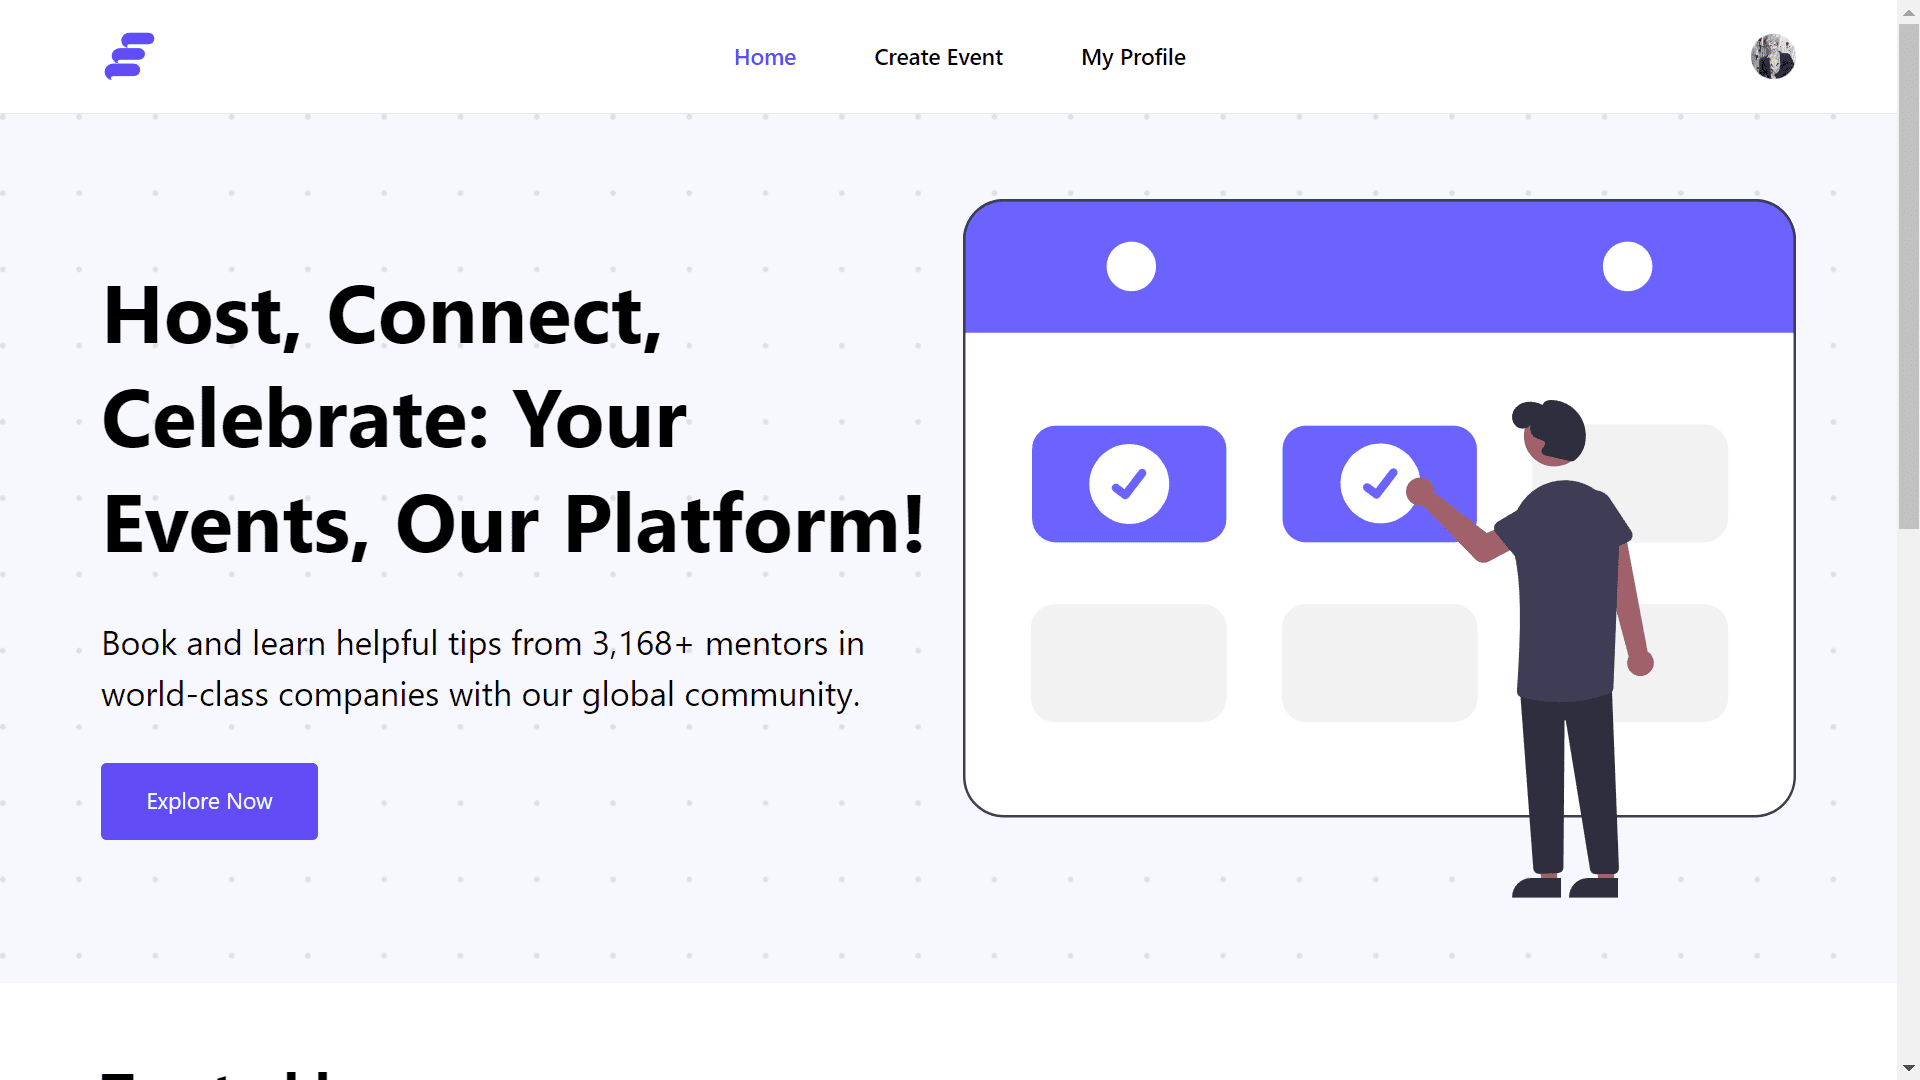 Home
Create Event
My Profile
Host, Connect,
Celebrate: Your
Events, Our Platform!
Book and learn helpful tips from 3,168+ mentors in
world-class companies with our global community.
Explore Now